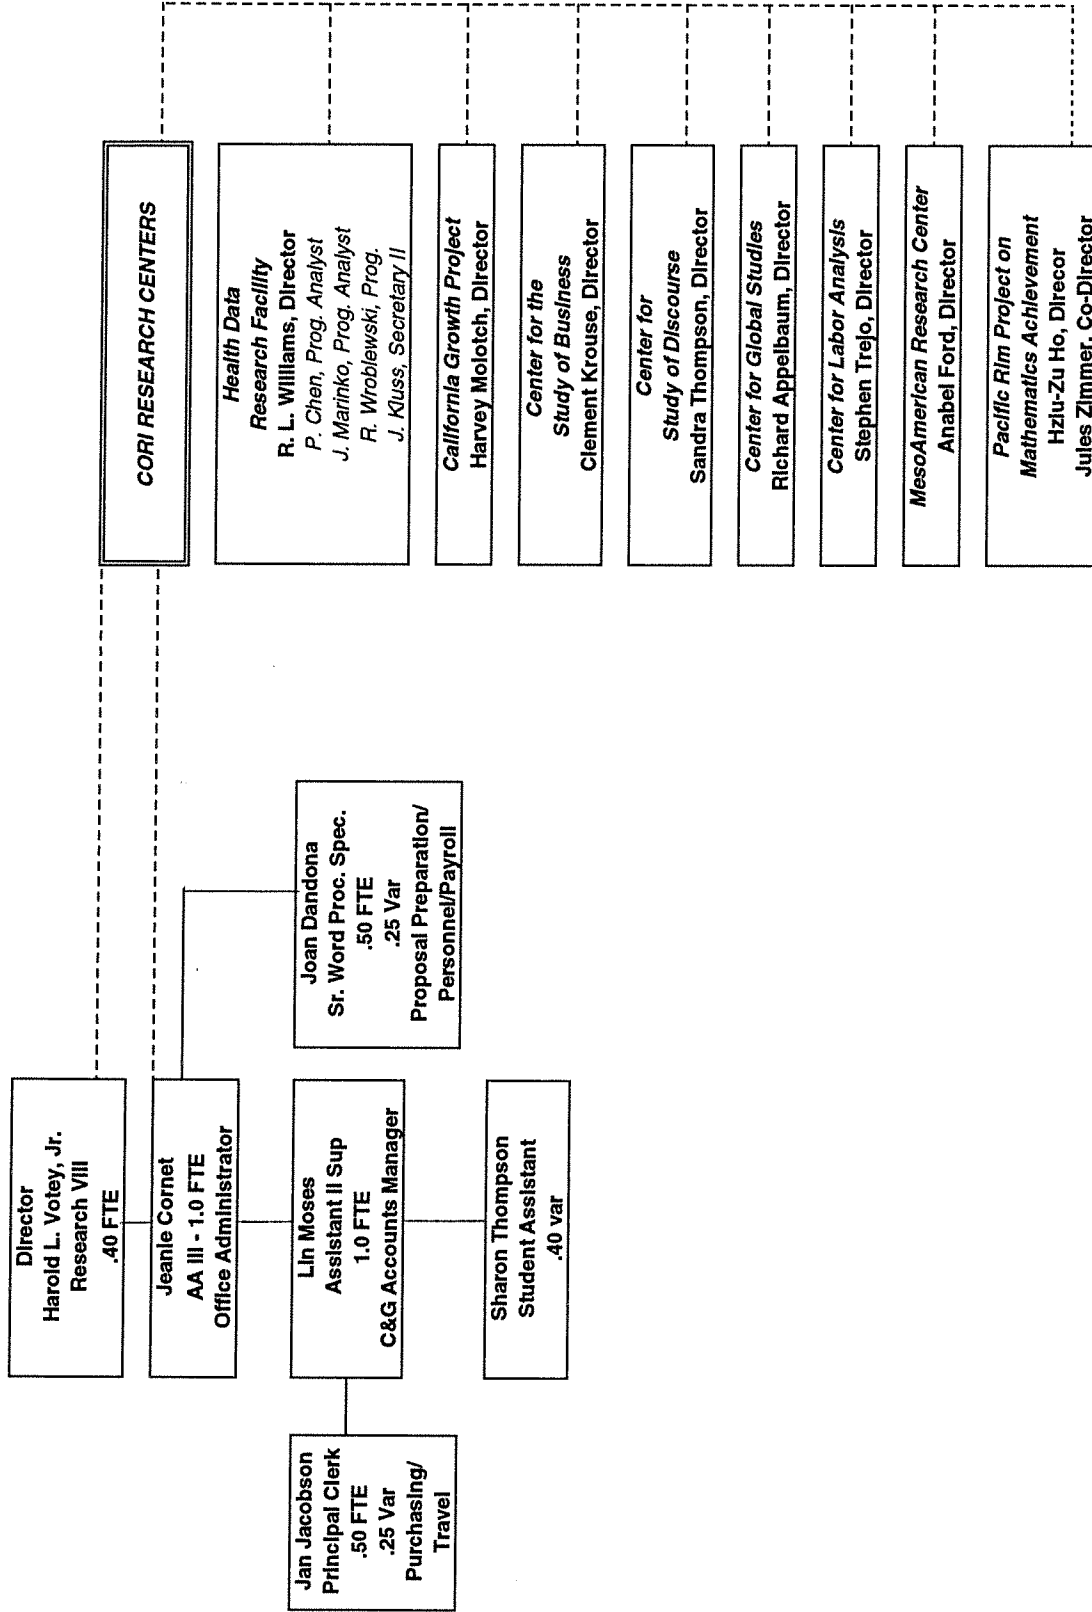 Director
Harold L. Votey, Jr.
Research VIII
.40 FTE
Jeanie Cornet
AA III - 1.0 FTE
Office Administrator
Jan Jacobson
Principal Clerk
.50 FTE
.25 Var
Purchasing/
Travel
Lin Moses
Assistant II Sup
1.0 FTE
C&G Accounts Manager
Joan Dandona
Sr. Word Proc. Spec.
.50 FTE
.25 Var
Proposal Preparation/
Personnel/Payroll
Sharon Thompson
Student Assistant
.40 var
CORI RESEARCH CENTERS
Health Data
Research Facility
R. L. Williams, Director
P. Chen, Prog. Analyst
J. Marinko, Prog. Analyst
R. Wroblewski, Prog.
J. Kluss, Secretary II
California Growth Project
Harvey Molotch, Director
Center for the
Study of Business
Clement Krouse, Director
Center for
Study of Discourse
Sandra Thompson, Director
Center for Global Studies
Richard Appelbaum, Director
Center for Labor Analysis
Stephen Trejo, Director
MesoAmerican Research Center
Anabel Ford, Director
Pacific Rim Project on
Mathematics Achievement
Hziu-Zu Ho, Direcor
Jules Zimmer, Co-Director